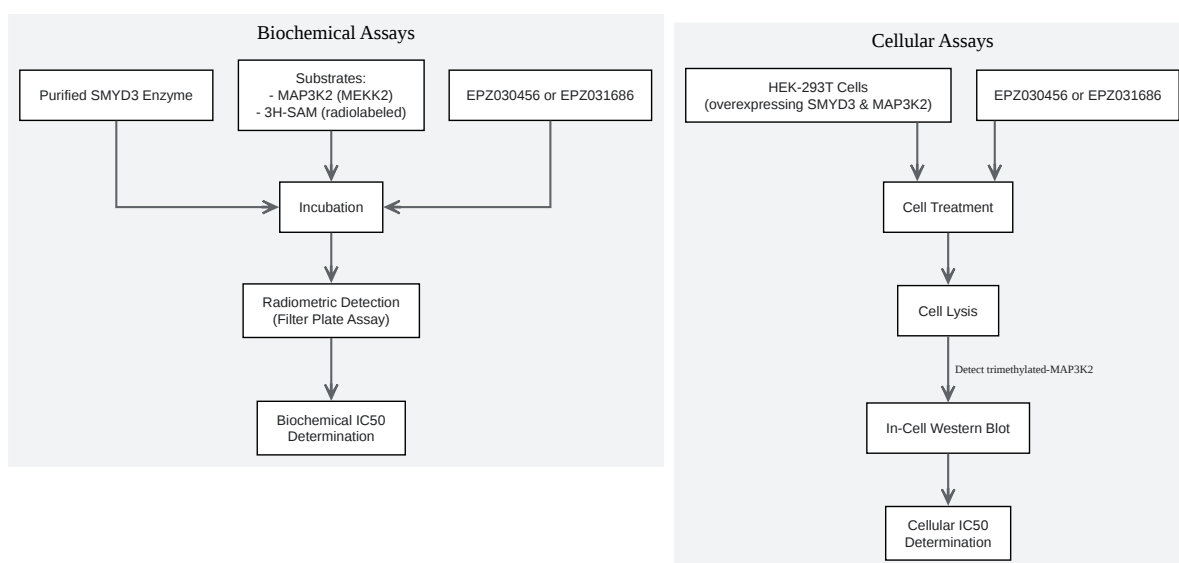 Biochemical Assays
Purified SMYD3 Enzyme
Substrates:
- MAP3K2 (MEKK2)
- 3H-SAM (radiolabeled)
EPZ030456 or EPZ031686
Incubation
Radiometric Detection
(Filter Plate Assay)
Biochemical IC50
Determination
Cellular Assays
HEK-293T Cells
(overexpressing SMYD3 & MAP3K2)
EPZ030456 or EPZ031686
Cell Treatment
Cell Lysis
Detect trimethylated-MAP3K2
In-Cell Western Blot
Cellular IC50
Determination